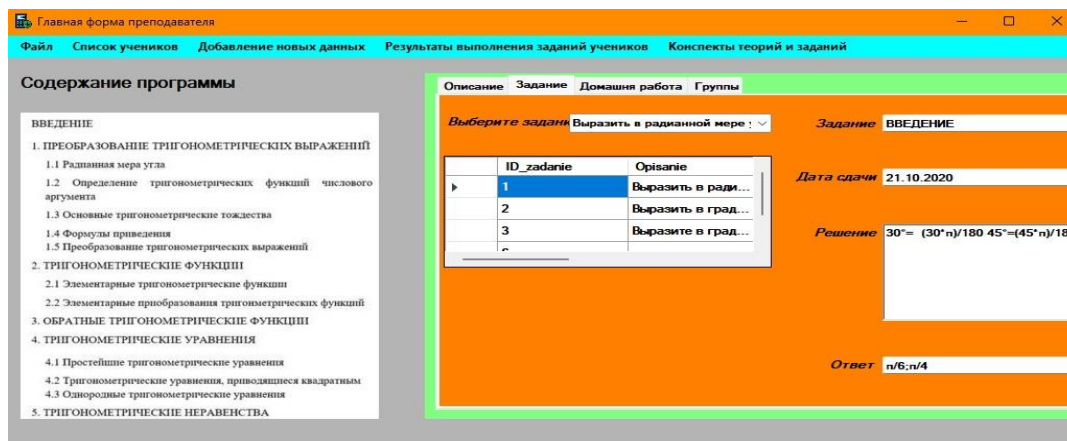 Главная форма преподавателя
Файл Список учеников Добавление новых данных Результаты выполнения заданий учеников Конспекты теорий и заданий
Содержание программы
ВВЕДЕНИЕ
1. ПРЕОБРАЗОВАНИЕ ТРИГОНОМЕТРИЧЕСКИХ ВЫРАЖЕНИЙ
1.1 Радианная мера угла
1.2 Определение тригонометрических функций числового
аргумента
1.3 Основные тригонометрические тождества
1.4 Формулы приведения
1.5 Преобразование тригонометрических выражений
2. ТРИГОНОМЕТРИЧЕСКИЕ ФУНКЦИИ
2.1 Элементарные тригонометрические функции
2.2 Элементарные приобразования тригонметрических функций
3. ОБРАТНЫЕ ТРИГОНОМЕТРИЧЕСКИЕ ФУНКЦИИ
4. ТРИГОНОМЕТРИЧЕСКИЕ УРАВНЕНИЯ
4.1 Простейшие тригонометрические уравнения
4.2 Тригонометрические уравнения, приводящиеся квадратным
4.3 Однородные тригонометрические уравнения
5. ТРИГОНОМЕТРИЧЕСКИЕ НЕРАВЕНСТВА
Описание Задание Домашня работа Группы
Выберите задани Выразить в радианной мере
ID_zadanie Opisanie
1 Выразить в ради...
2 Выразить в град...
3 Выразите в град...
Задание ВВЕДЕНИЕ
Дата сдачи 21.10.2020
Решение 30°= (30*п)/180 45°=(45*п)/18
Ответ п/6;п/4